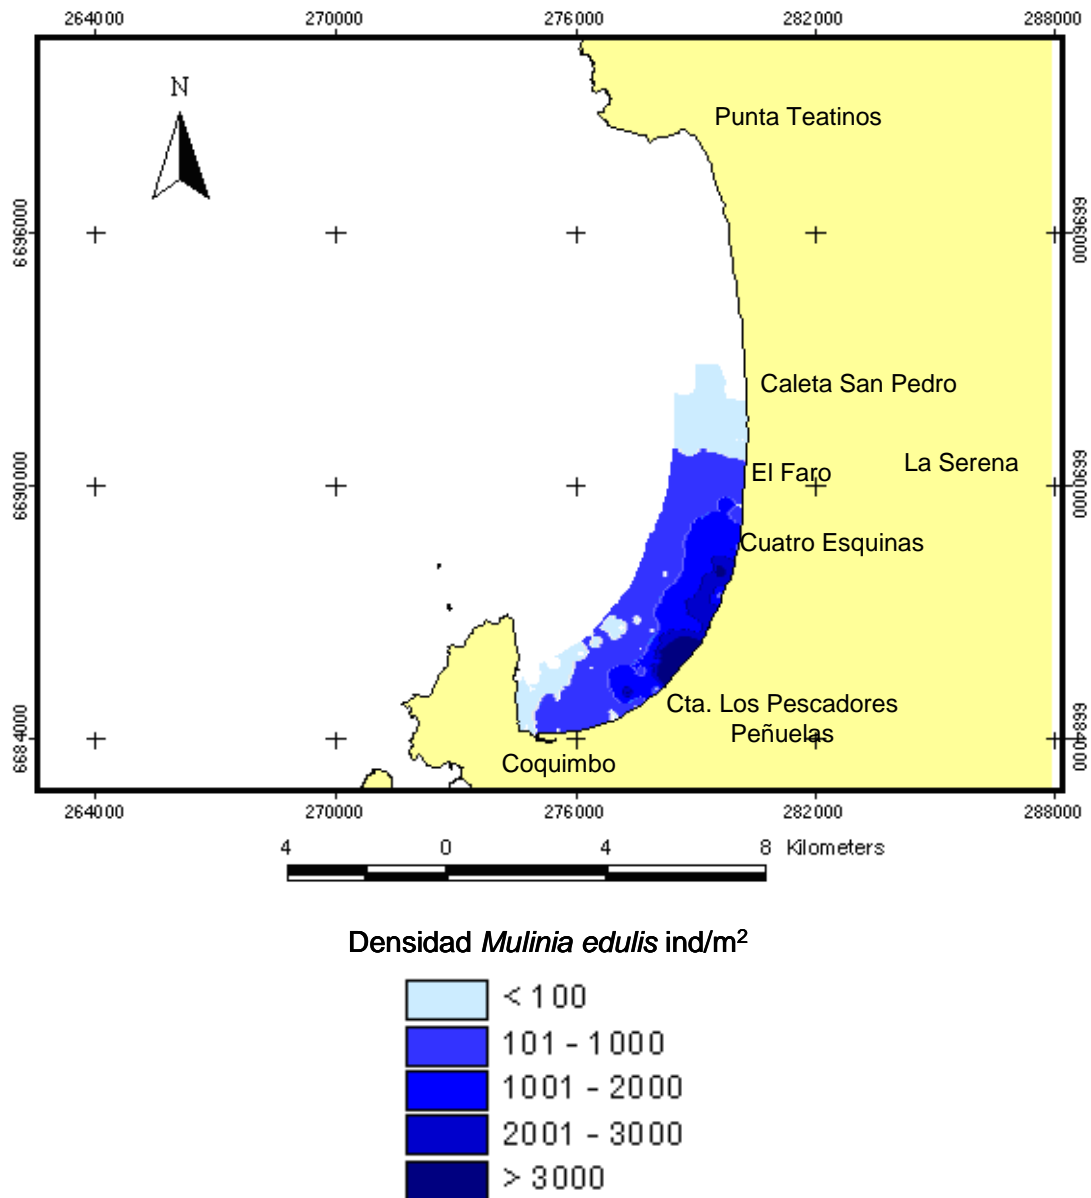 264000 270000 276000 282000 288000
N
Punta Teatinos
6696000 6696000
Caleta San Pedro
La Serena
El Faro
6690000 6690000
Cuatro Esquinas
Cta. Los Pescadores
Peñuelas
6684000 6684000
Coquimbo
264000 270000 276000 282000 288000
4 0 4 8 Kilometers
Densidad Mulinia edulis ind/m²
< 100
101 - 1000
1001 - 2000
2001 - 3000
> 3000